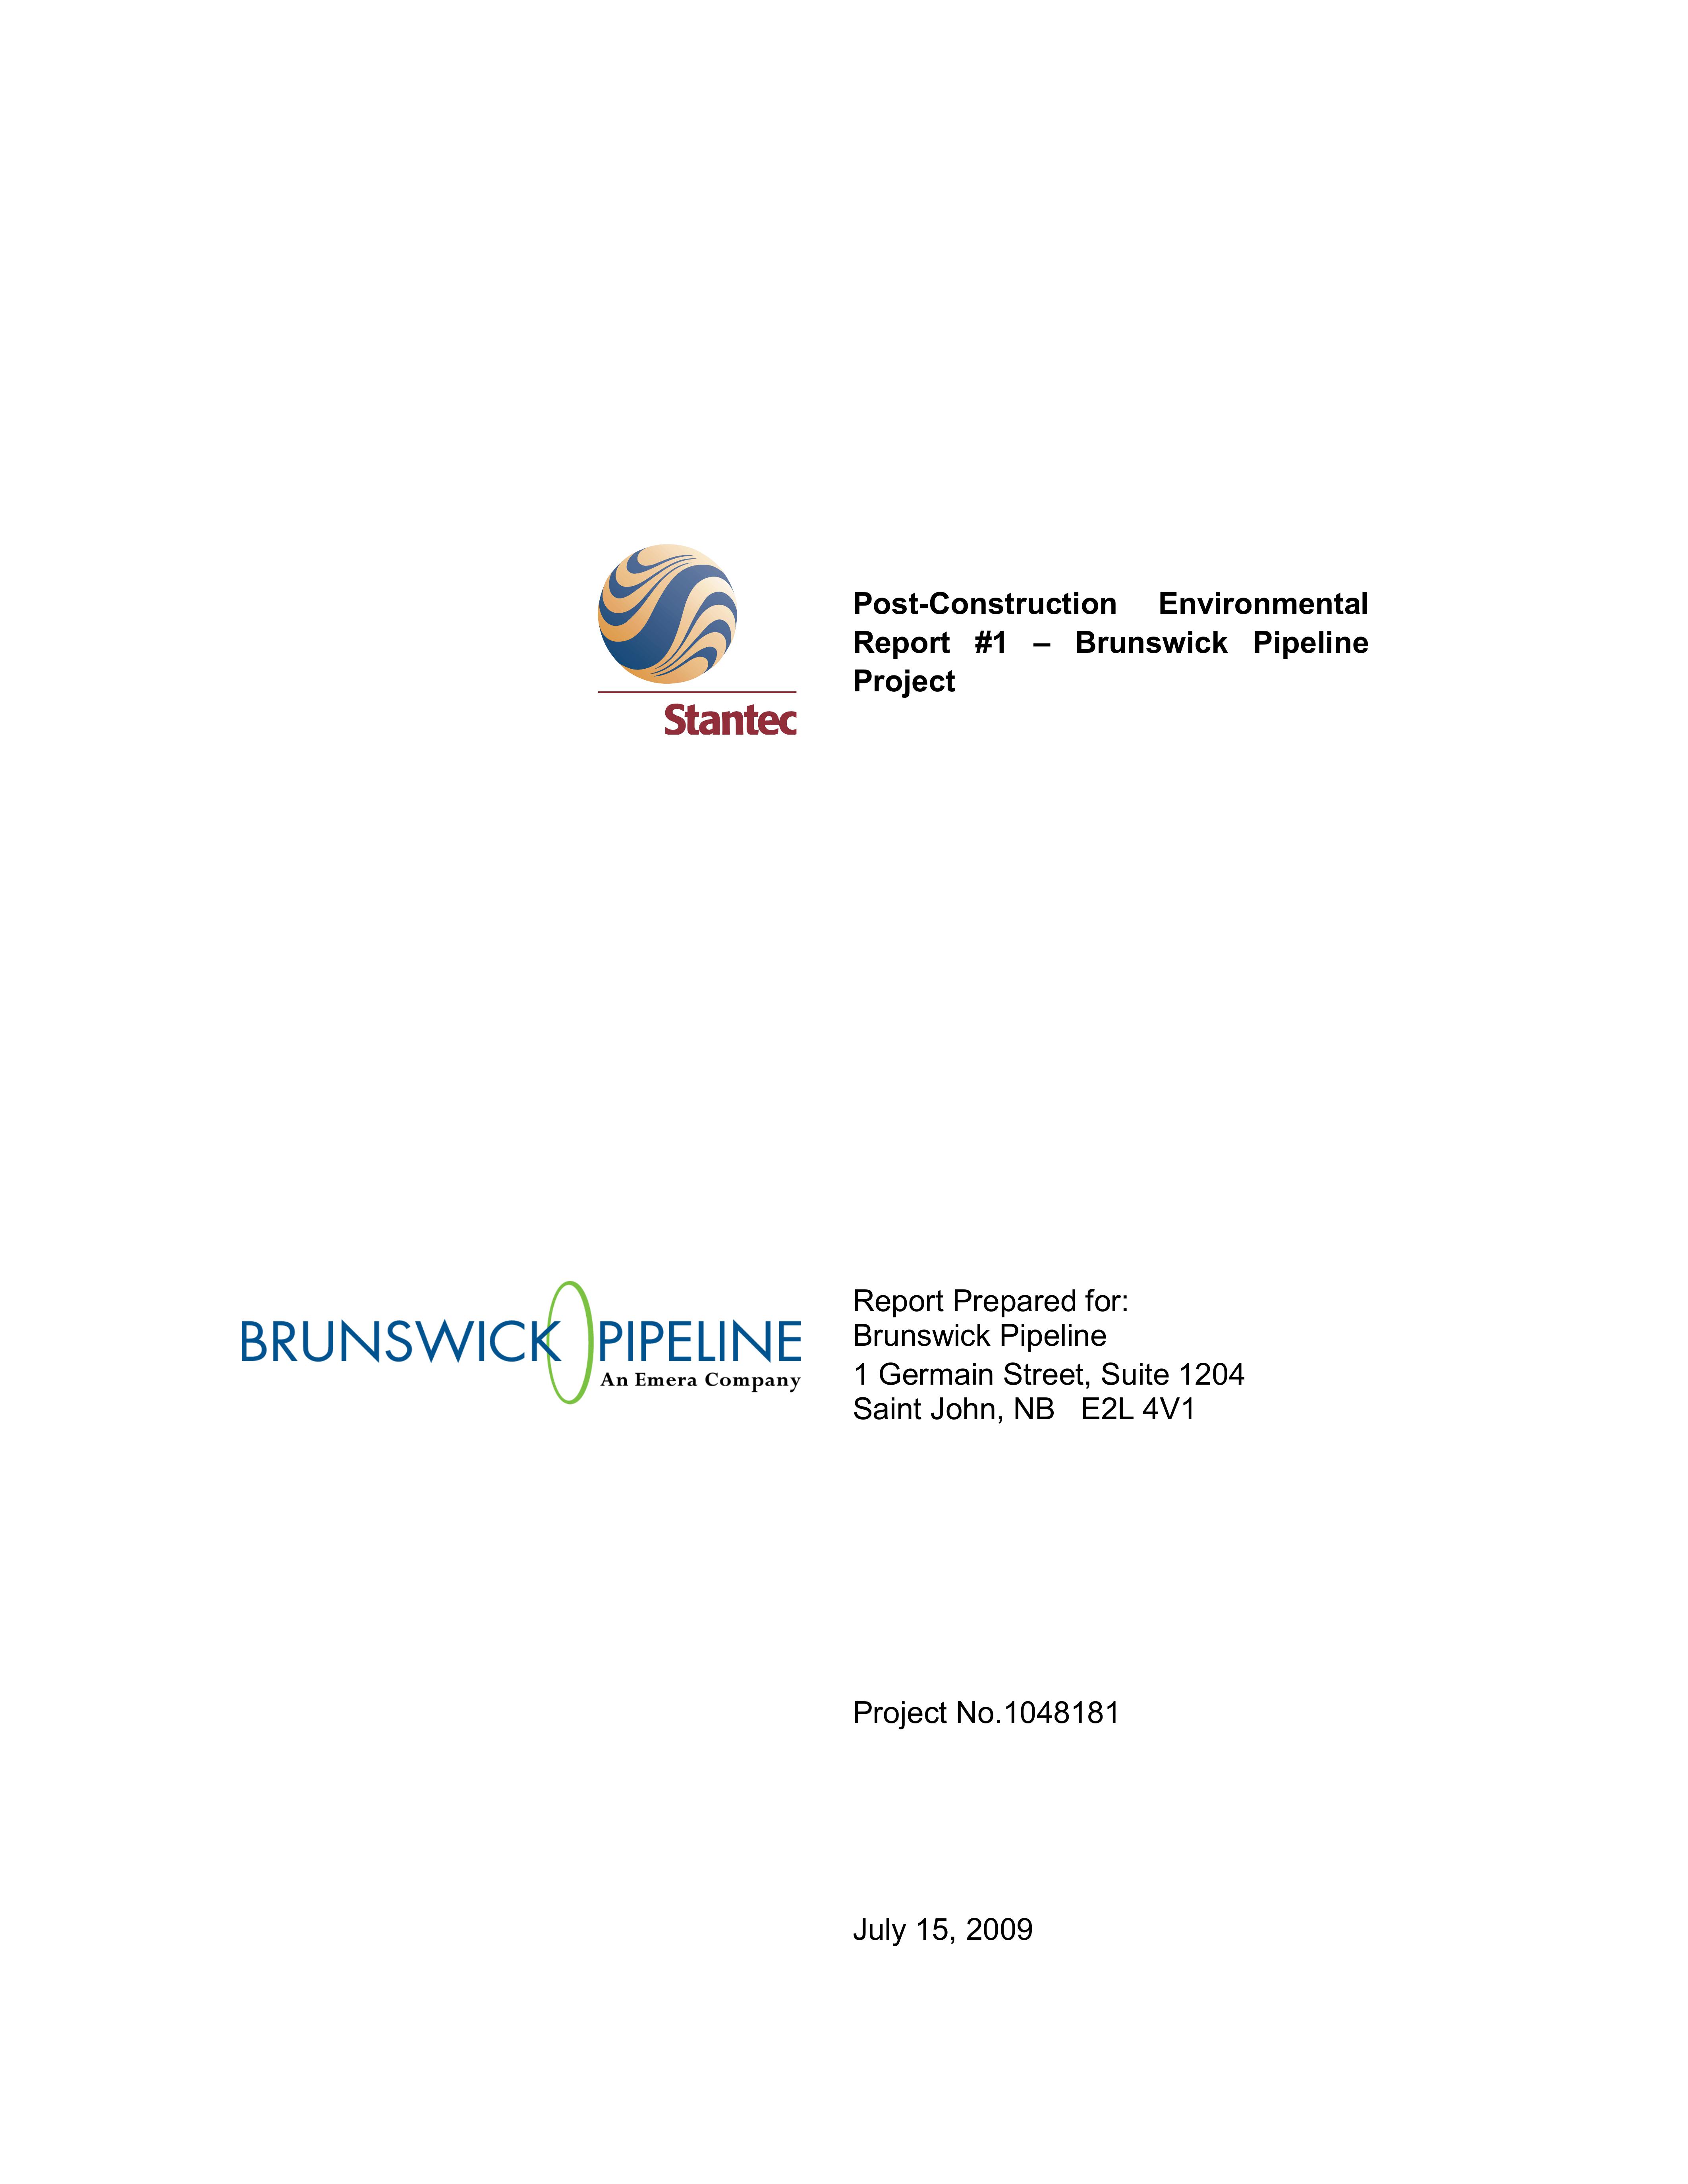 Post-Construction Environmental
Report #1 – Brunswick Pipeline
Project
Stantec
BRUNSWICK PIPELINE
An Emera Company
Report Prepared for:
Brunswick Pipeline
1 Germain Street, Suite 1204
Saint John, NB E2L 4V1
Project No.1048181
July 15, 2009